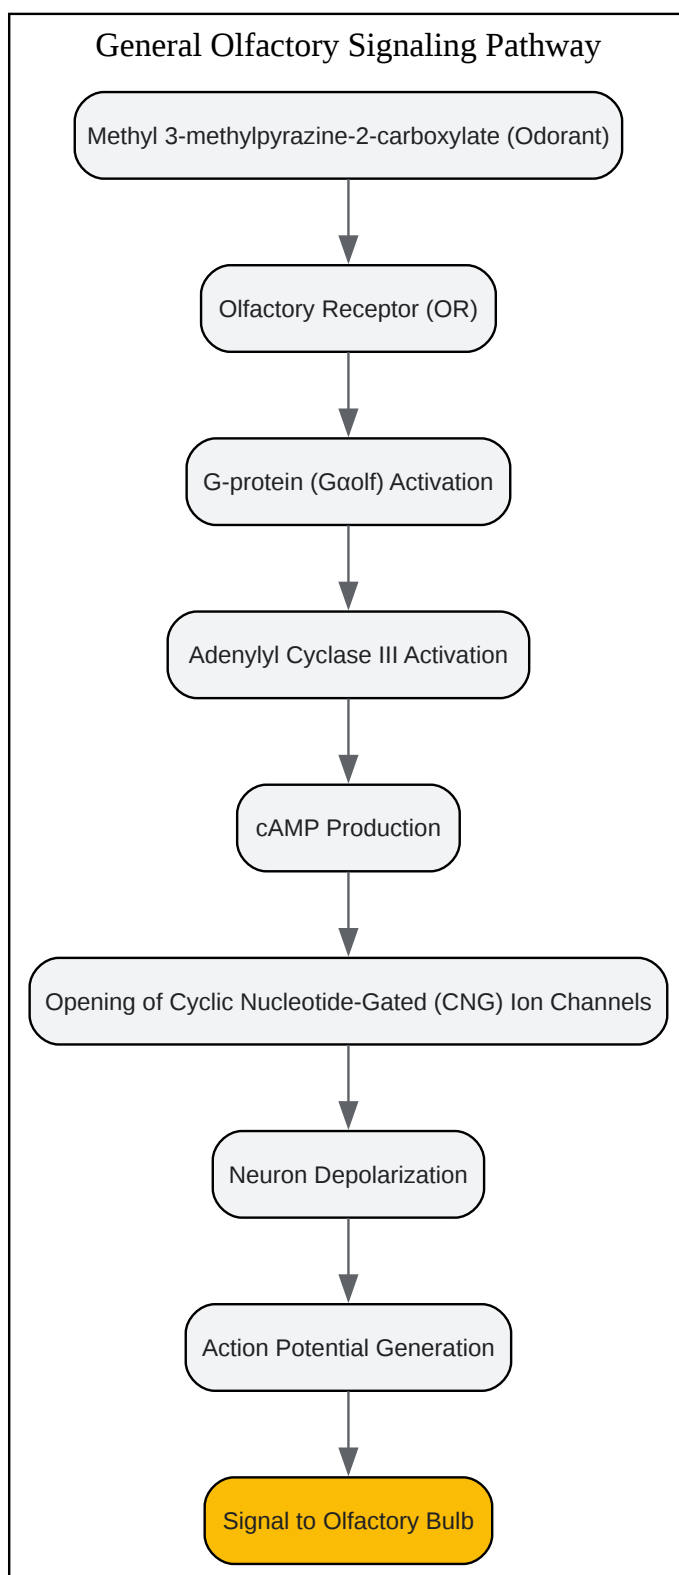 General Olfactory Signaling Pathway
Methyl 3-methylpyrazine-2-carboxylate (Odorant)
Olfactory Receptor (OR)
G-protein (Gαolf) Activation
Adenylyl Cyclase III Activation
cAMP Production
Opening of Cyclic Nucleotide-Gated (CNG) Ion Channels
Neuron Depolarization
Action Potential Generation
Signal to Olfactory Bulb